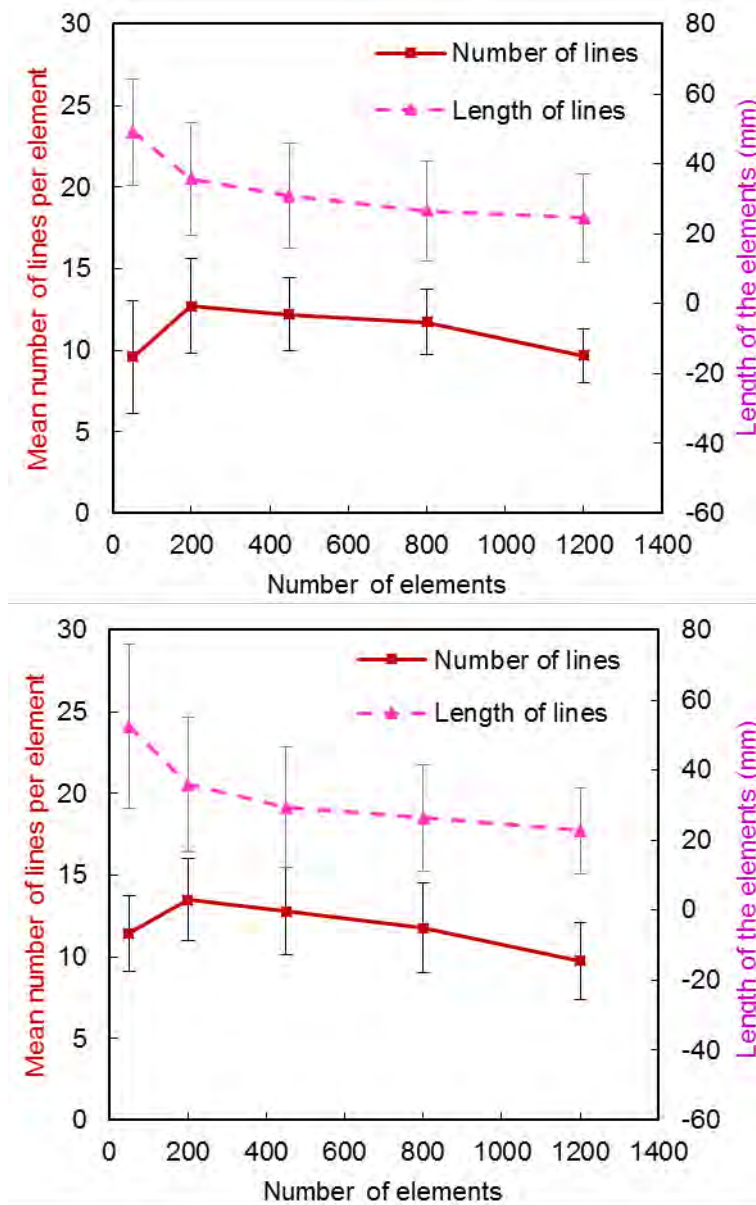 30
25
20
15
10
5
0
Mean number of lines per element
Number of lines
Length of lines
80
60
40
20
0
-20
-40
-60
Length of the elements (mm)
0 200 400 600 800 1000 1200 1400
Number of elements
30
25
20
15
10
5
0
Mean number of lines per element
Number of lines
Length of lines
80
60
40
20
0
-20
-40
-60
Length of the elements (mm)
0 200 400 600 800 1000 1200 1400
Number of elements